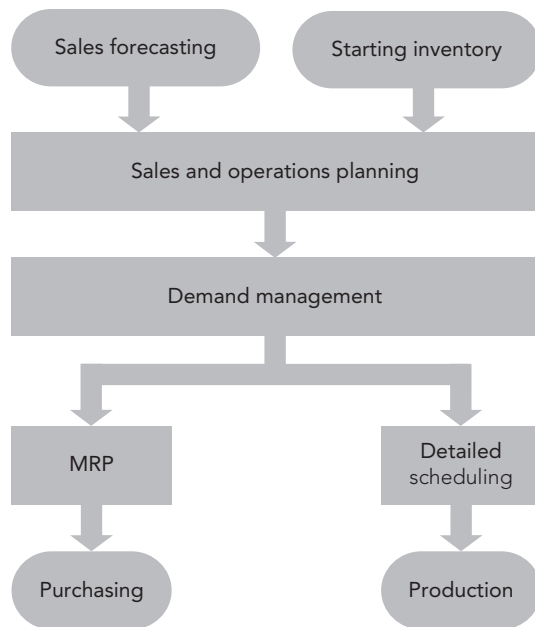 Sales forecasting
Starting inventory
Sales and operations planning
Demand management
MRP
Detailed
scheduling
Purchasing
Production